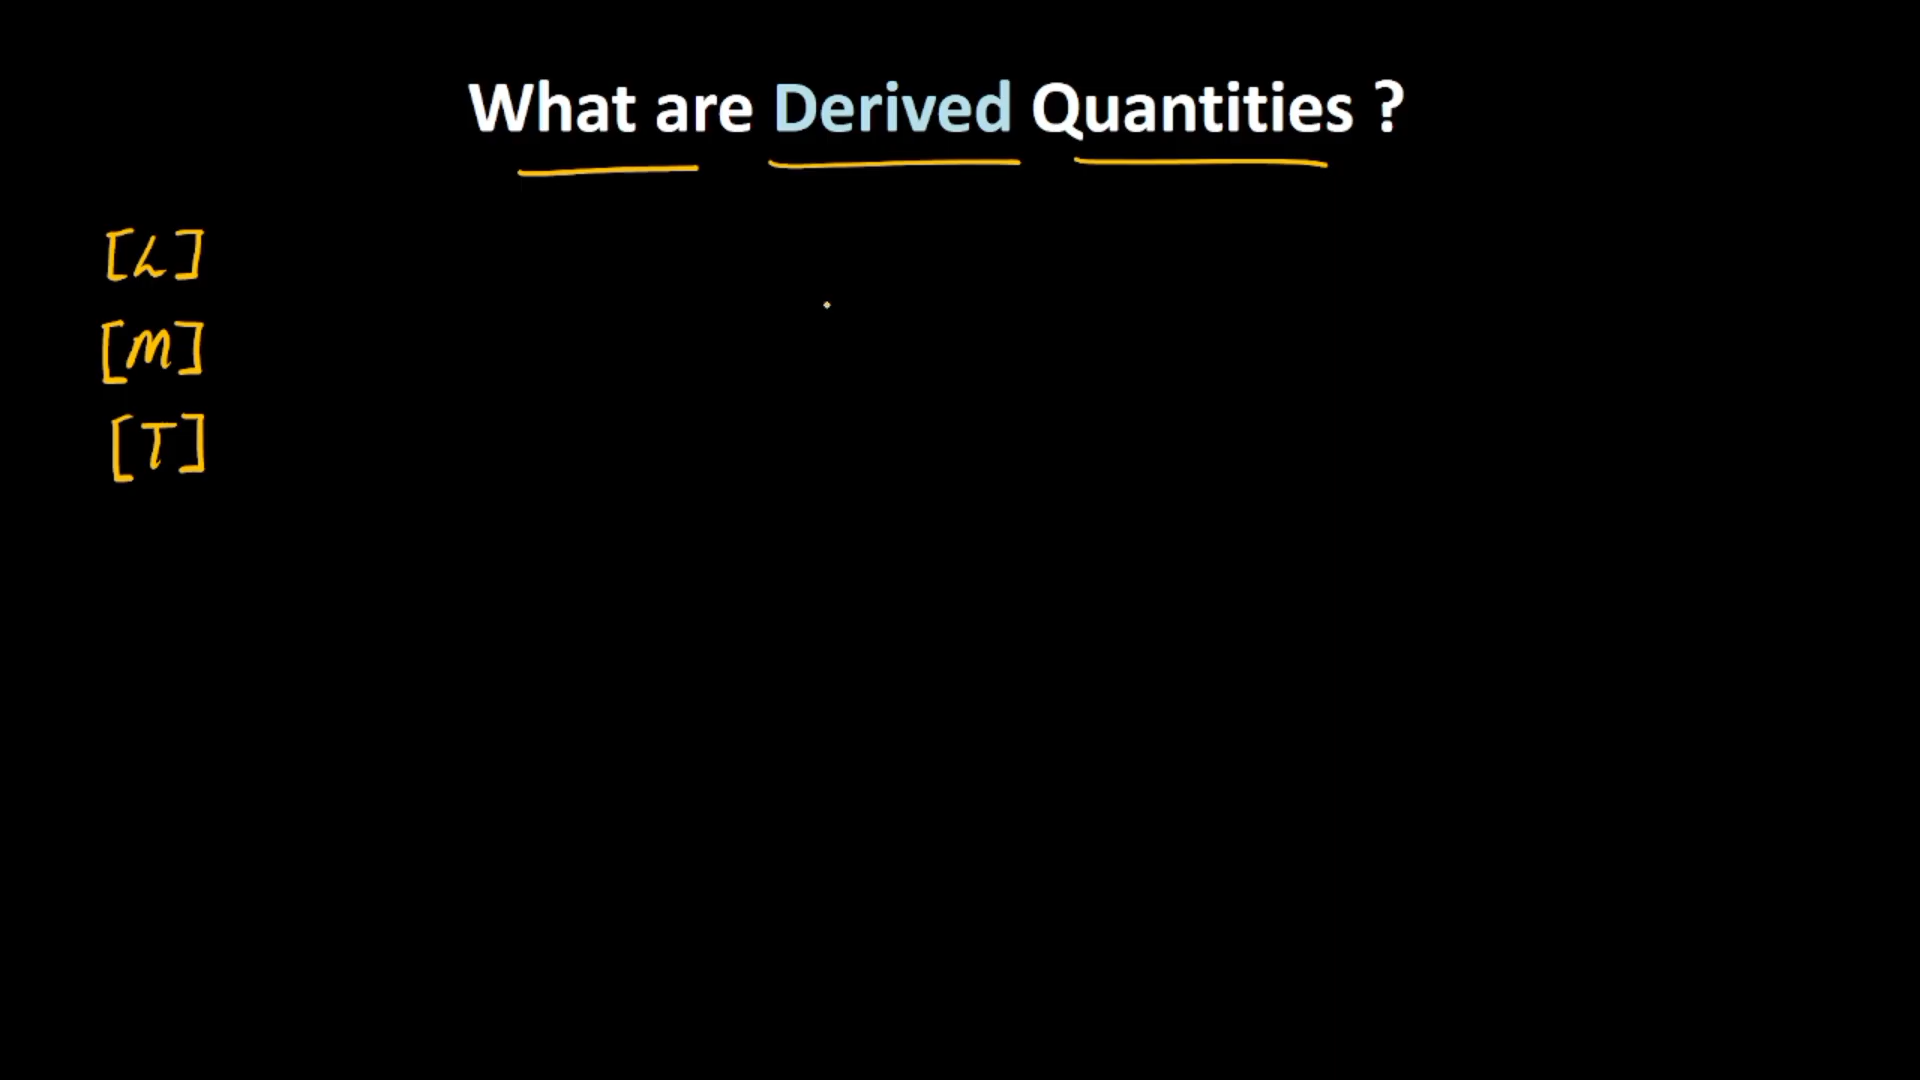 What are Derived Quantities ?
[L]
[M]
[T]